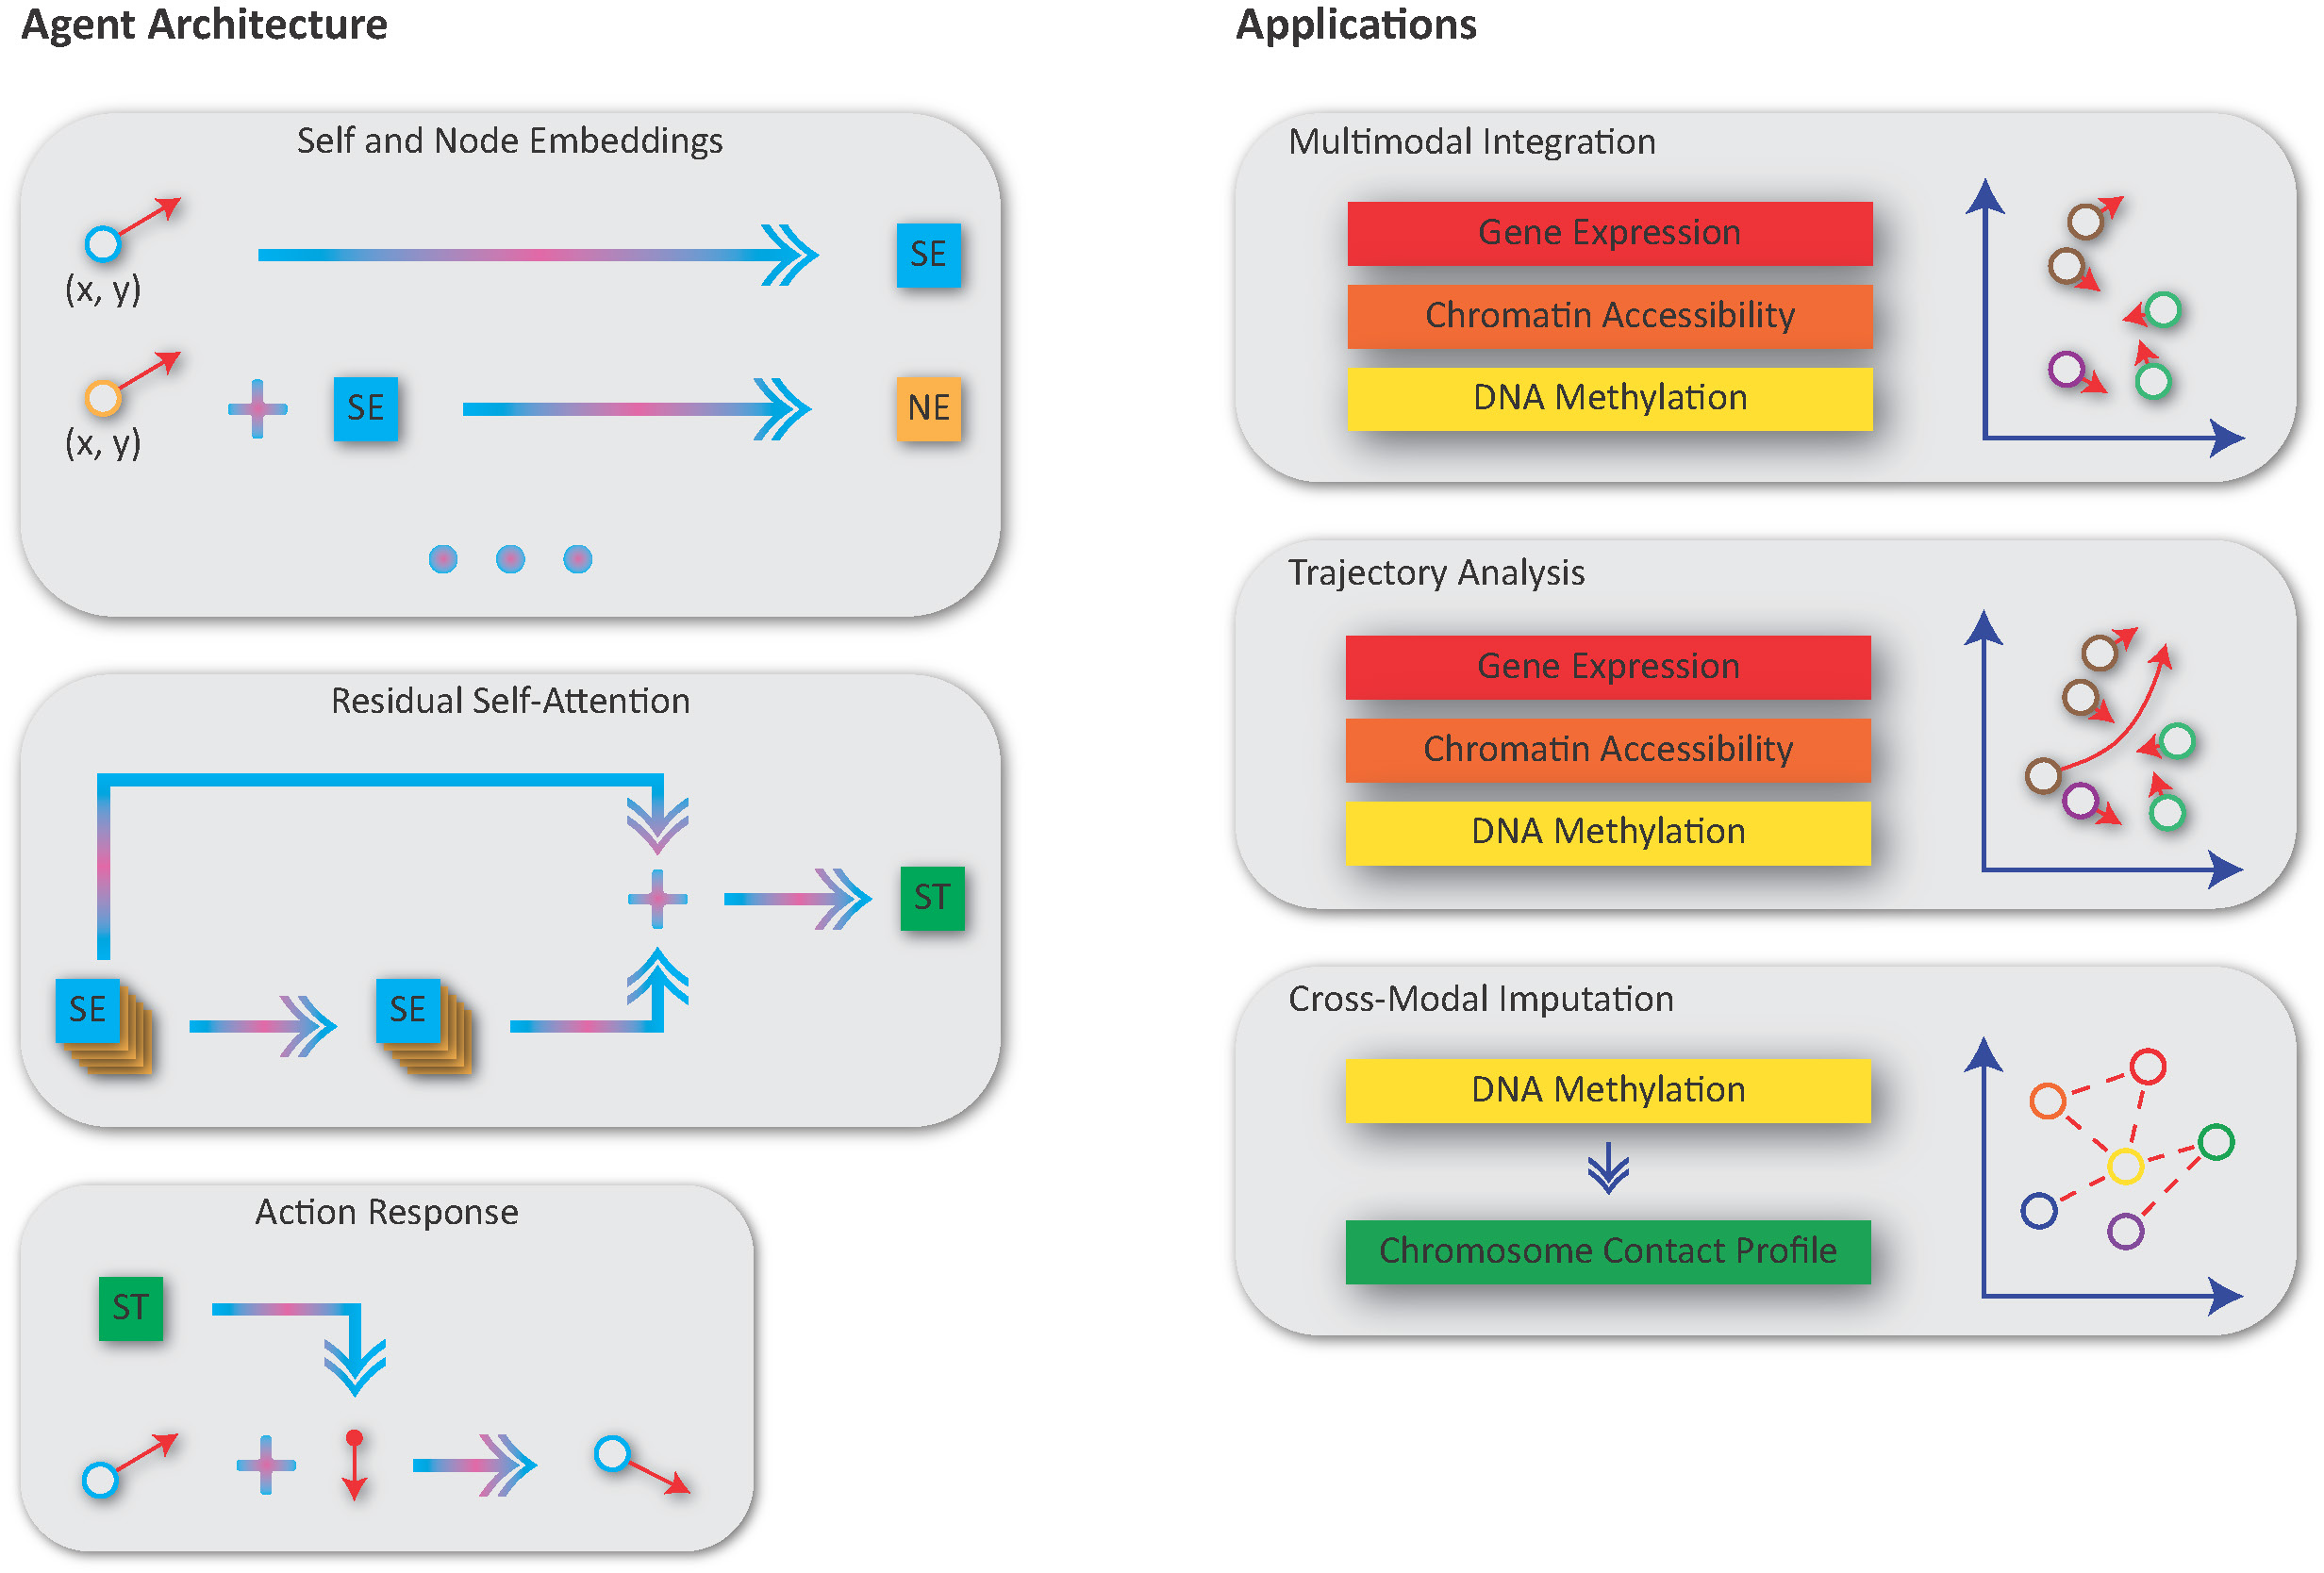 Agent Architecture
Self and Node Embeddings
(x, y)
SE
(x, y)
SE
NE
Residual Self-Attention
SE
SE
ST
Action Response
ST
Applications
Multimodal Integration
Gene Expression
Chromatin Accessibility
DNA Methylation
Trajectory Analysis
Gene Expression
Chromatin Accessibility
DNA Methylation
Cross-Modal Imputation
DNA Methylation
Chromosome Contact Profile